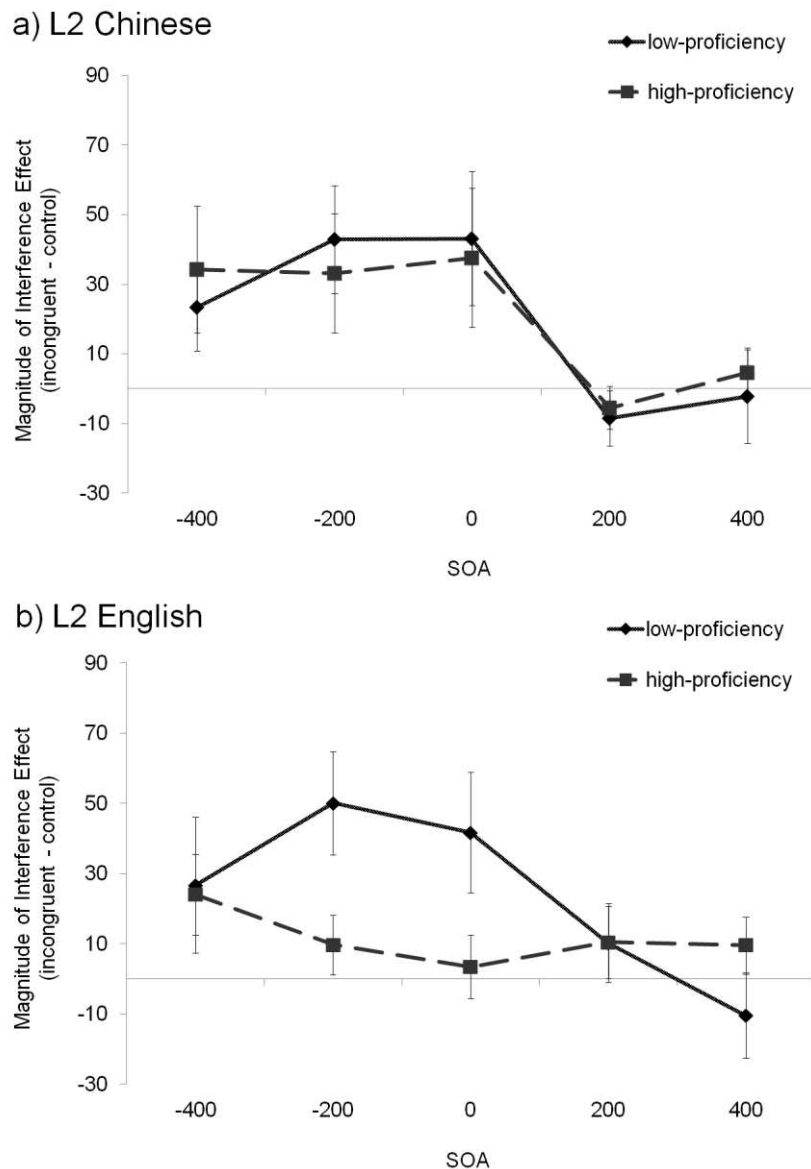 a) L2 Chinese
low-proficiency
high-proficiency
Magnitude of Interference Effect
(incongruent - control)
90
70
50
30
10
-10
-30
-400 -200 0 200 400
SOA
b) L2 English
low-proficiency
high-proficiency
Magnitude of Interference Effect
(incongruent - control)
90
70
50
30
10
-10
-30
-400 -200 0 200 400
SOA